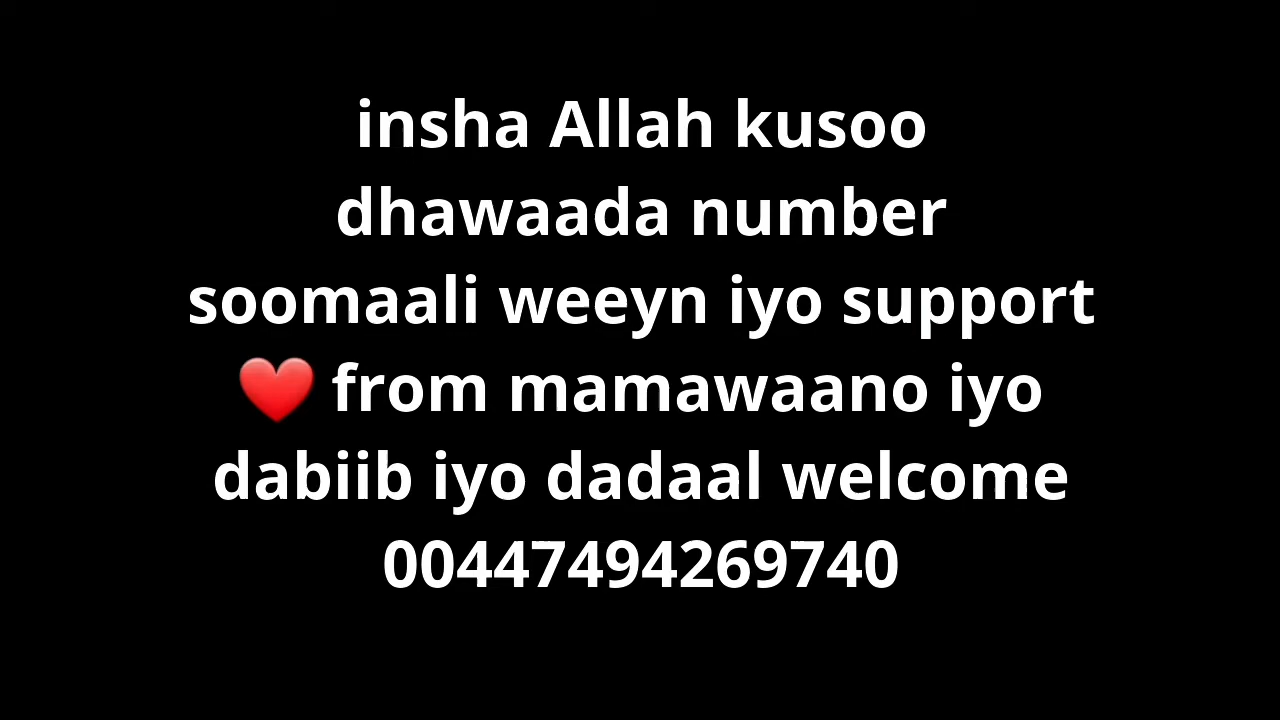 insha Allah kusoo
dhawaada number
soomaali weeyn iyo support
❤️ from mamawaano iyo
dabiib iyo dadaal welcome
00447494269740